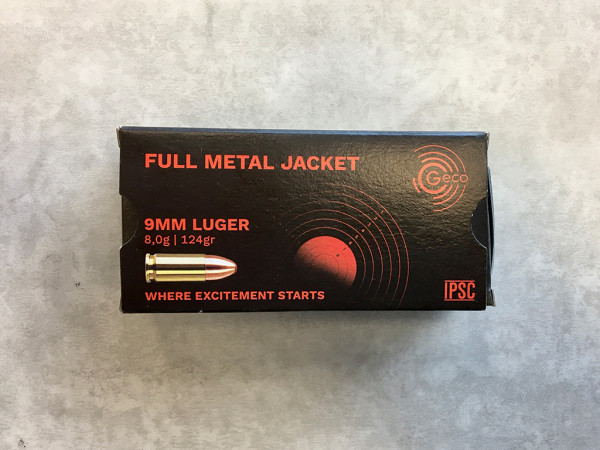 FULL METAL JACKET
Geco
9MM LUGER
8,0g | 124gr
WHERE EXCITEMENT STARTS
IPSC